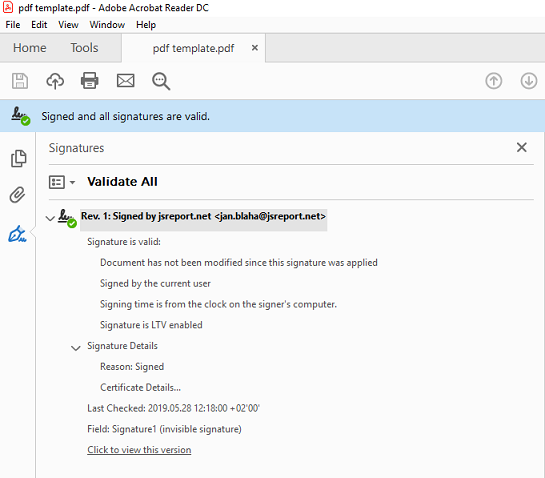 pdf template.pdf - Adobe Acrobat Reader DC
File Edit View Window Help
Home Tools pdf template.pdf ×
Signed and all signatures are valid.
Signatures
Validate All
Rev. 1: Signed by jsreport.net <jan.blaha@jsreport.net>
Signature is valid:
Document has not been modified since this signature was applied
Signed by the current user
Signing time is from the clock on the signer's computer.
Signature is LTV enabled
Signature Details
Reason: Signed
Certificate Details...
Last Checked: 2019.05.28 12:18:00 +02'00'
Field: Signature1 (invisible signature)
Click to view this version